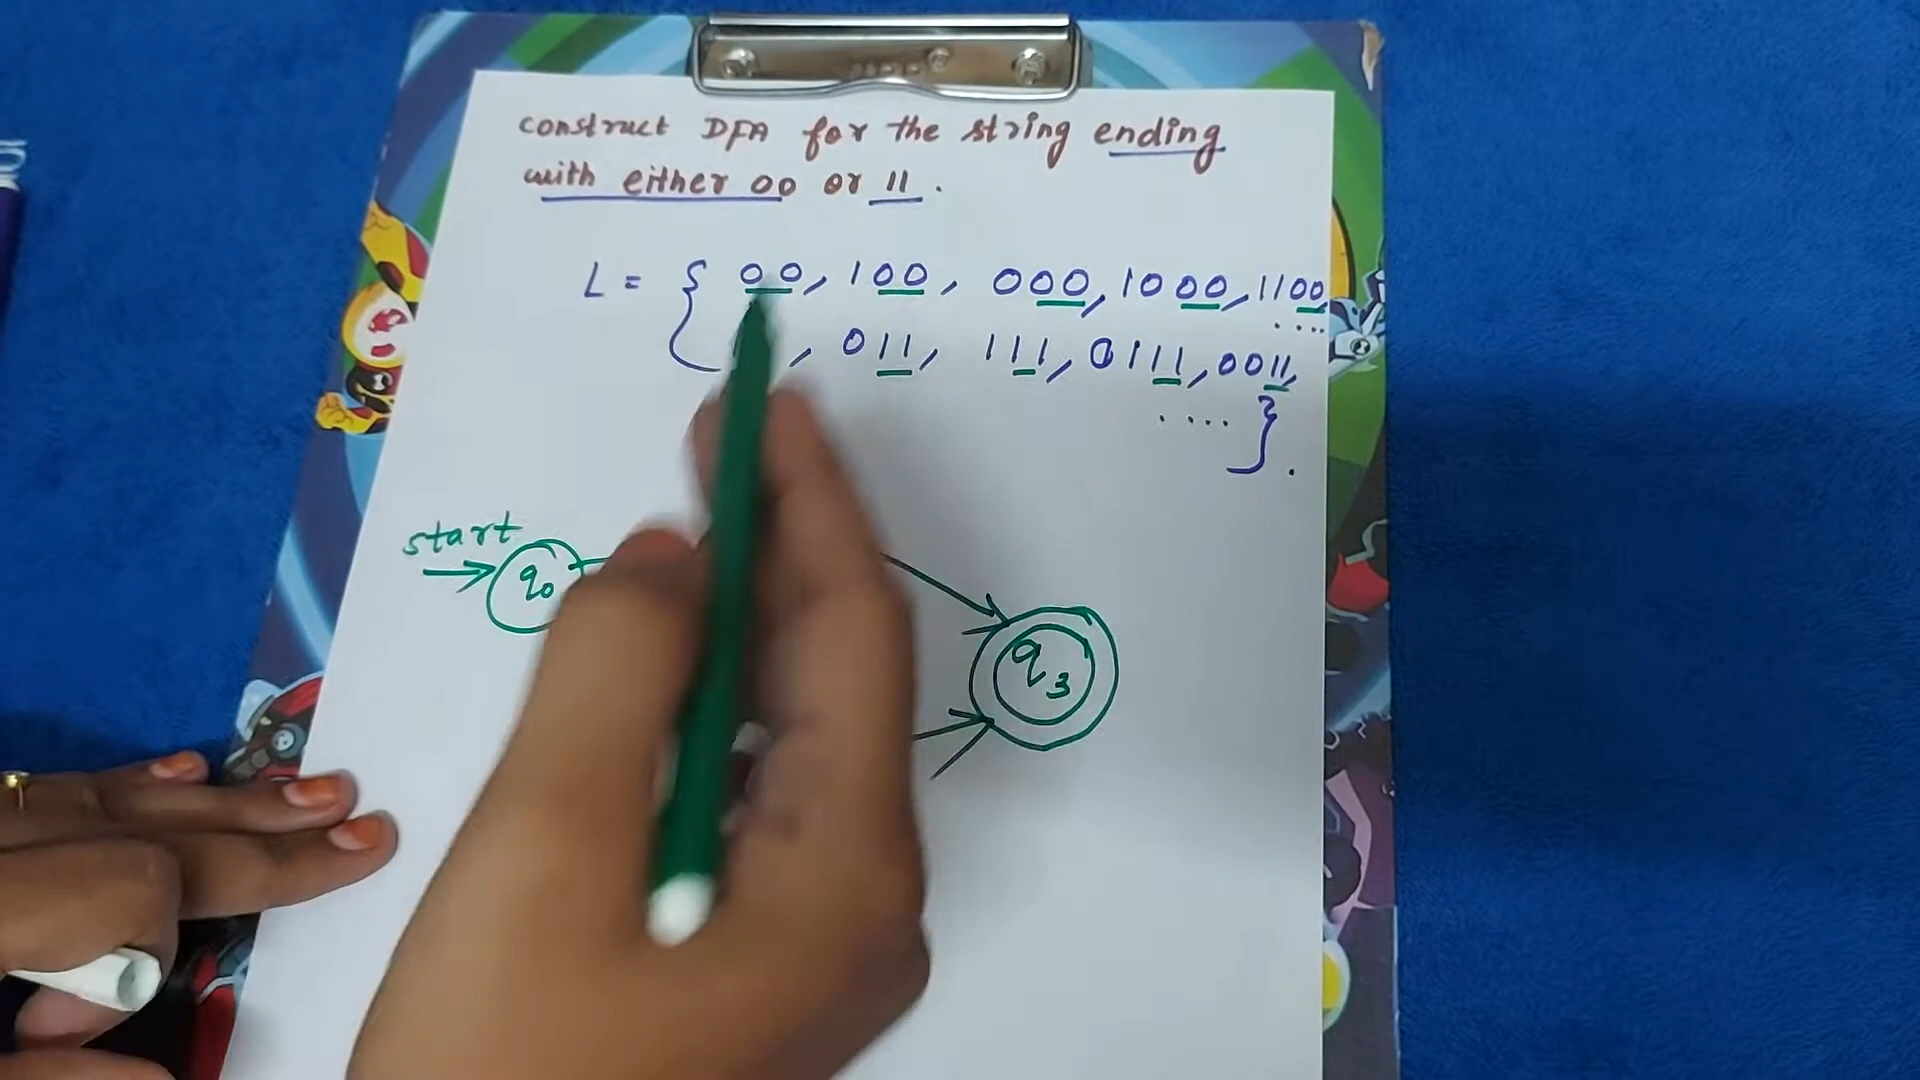 construct DFA for the string ending
with either 00 or 11 .
L = { 00, 100, 000, 1000, 1100,
....
, 011, 111, 0111, 0011,
.... } .
start
q0
q3